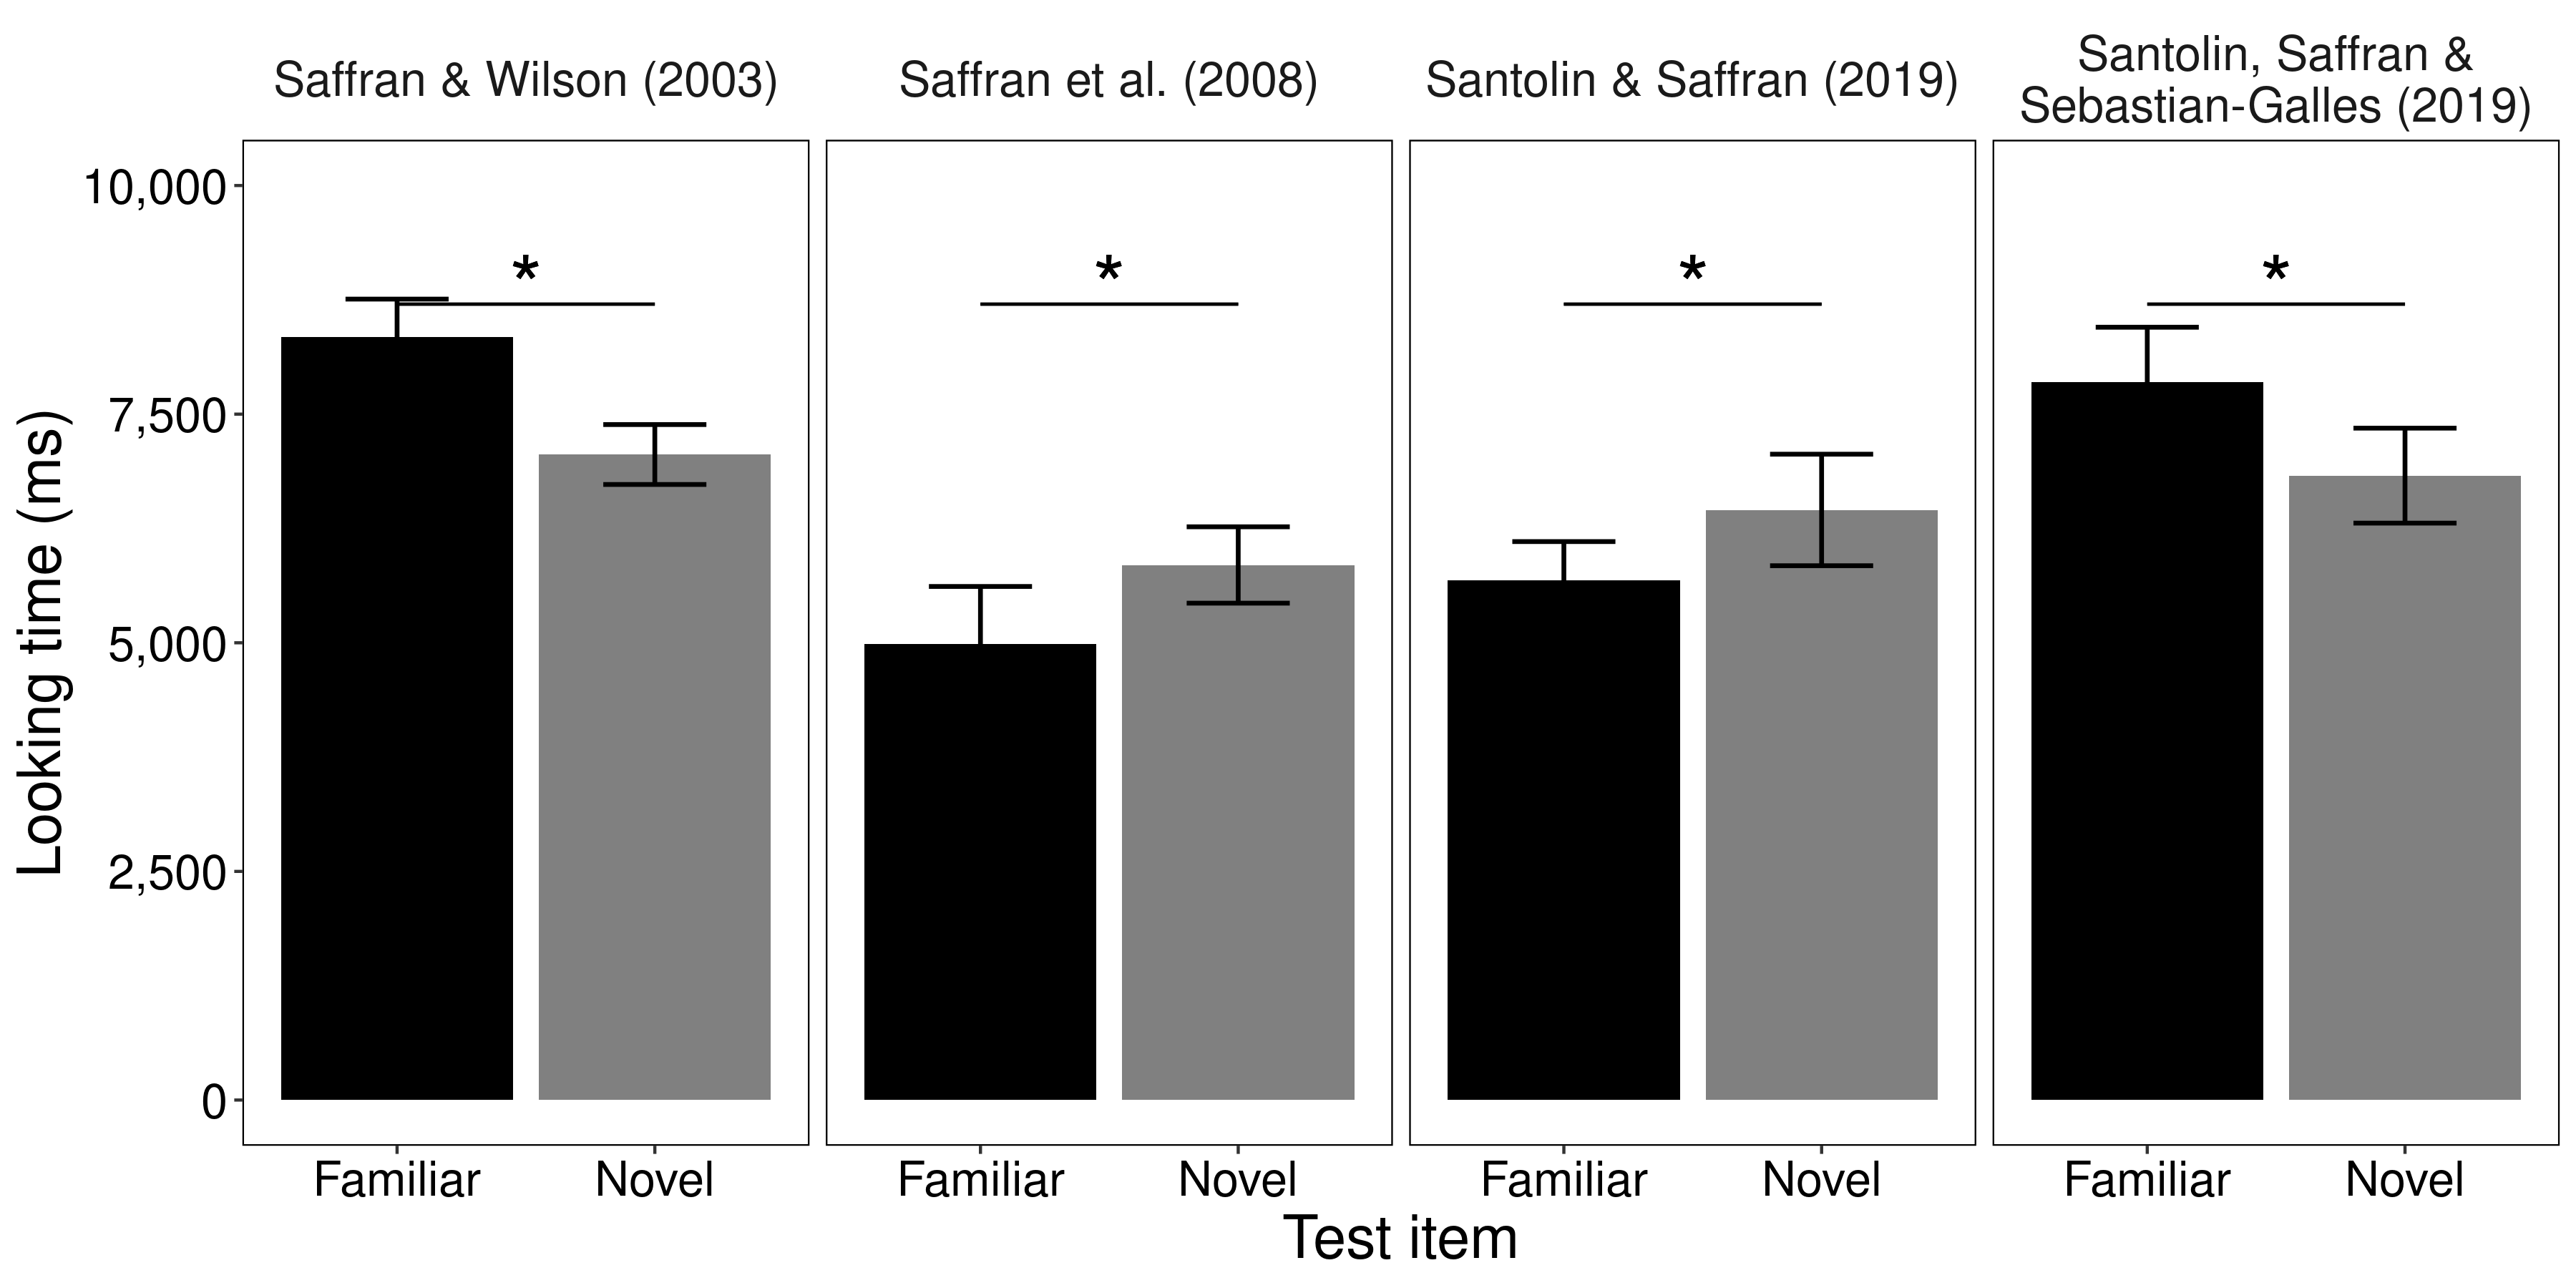 Saffran & Wilson (2003)
Saffran et al. (2008)
Santolin & Saffran (2019)
Santolin, Saffran &
Sebastian-Galles (2019)
Looking time (ms)
10,000
7,500
5,000
2,500
0
*
*
*
*
Familiar
Novel
Familiar
Novel
Familiar
Novel
Familiar
Novel
Test item